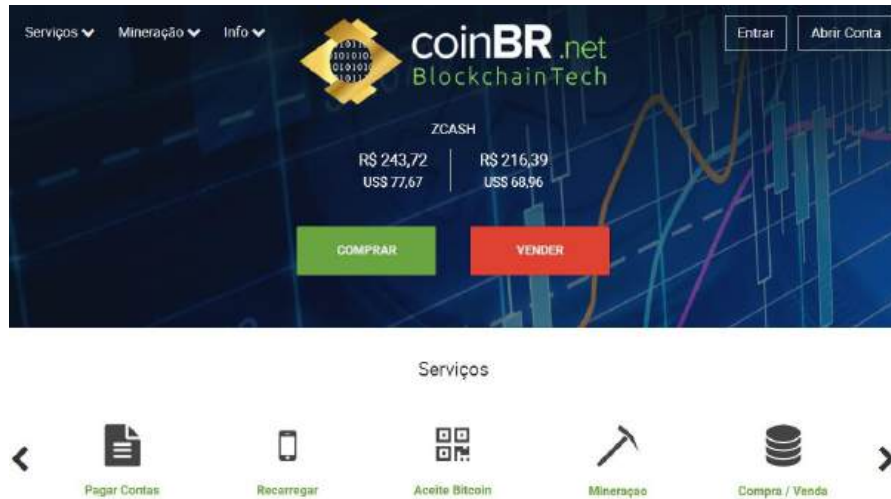 Serviços Mineração Info
Entrar Abrir Conta
coinBR.net
BlockchainTech
ZCASH
R$ 243,72 R$ 216,39
US$ 77,67 US$ 68,96
COMPRAR VENDER
Serviços
Pagar Contas Recarregar Aceite Bitcoin Mineraçao Compra / Venda